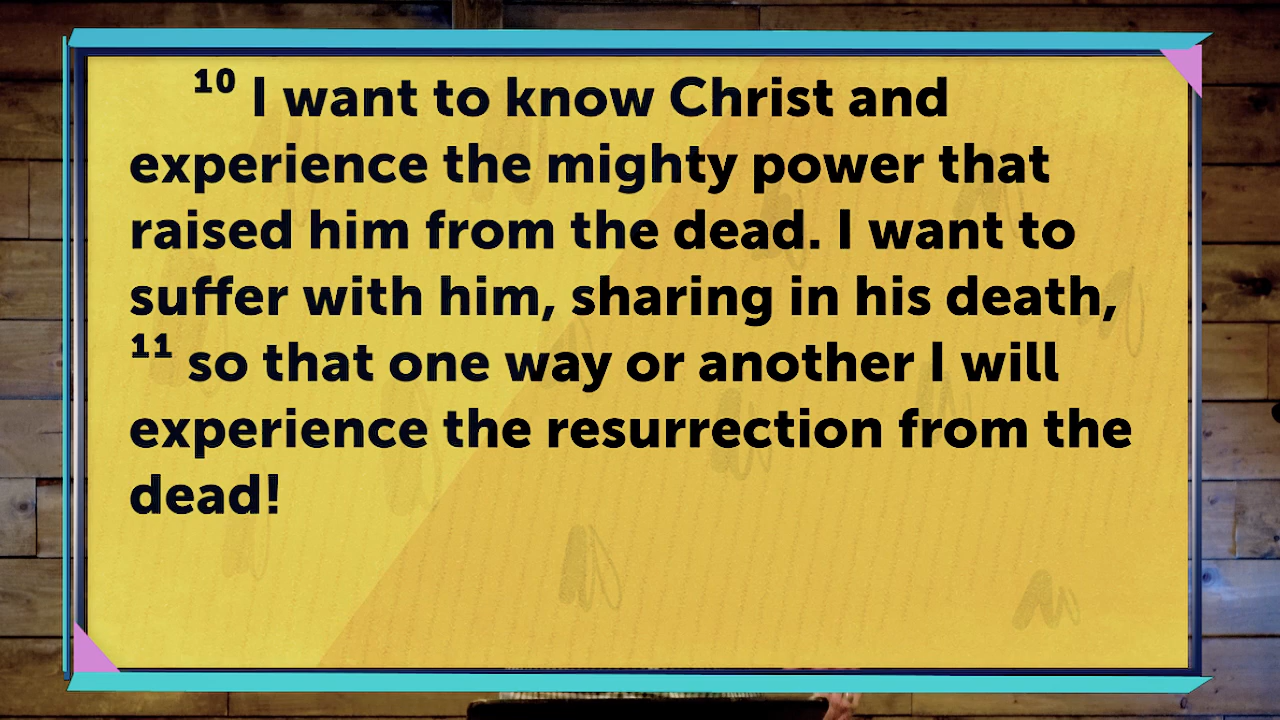 10 I want to know Christ and
experience the mighty power that
raised him from the dead. I want to
suffer with him, sharing in his death,
11 so that one way or another I will
experience the resurrection from the
dead!